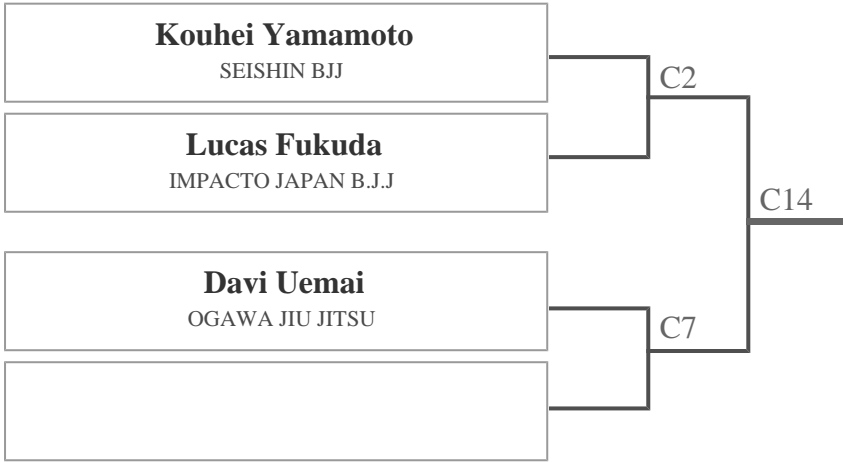 Kouhei Yamamoto
SEISHIN BJJ
C2
Lucas Fukuda
IMPACTO JAPAN B.J.J
C14
Davi Uemai
OGAWA JIU JITSU
C7